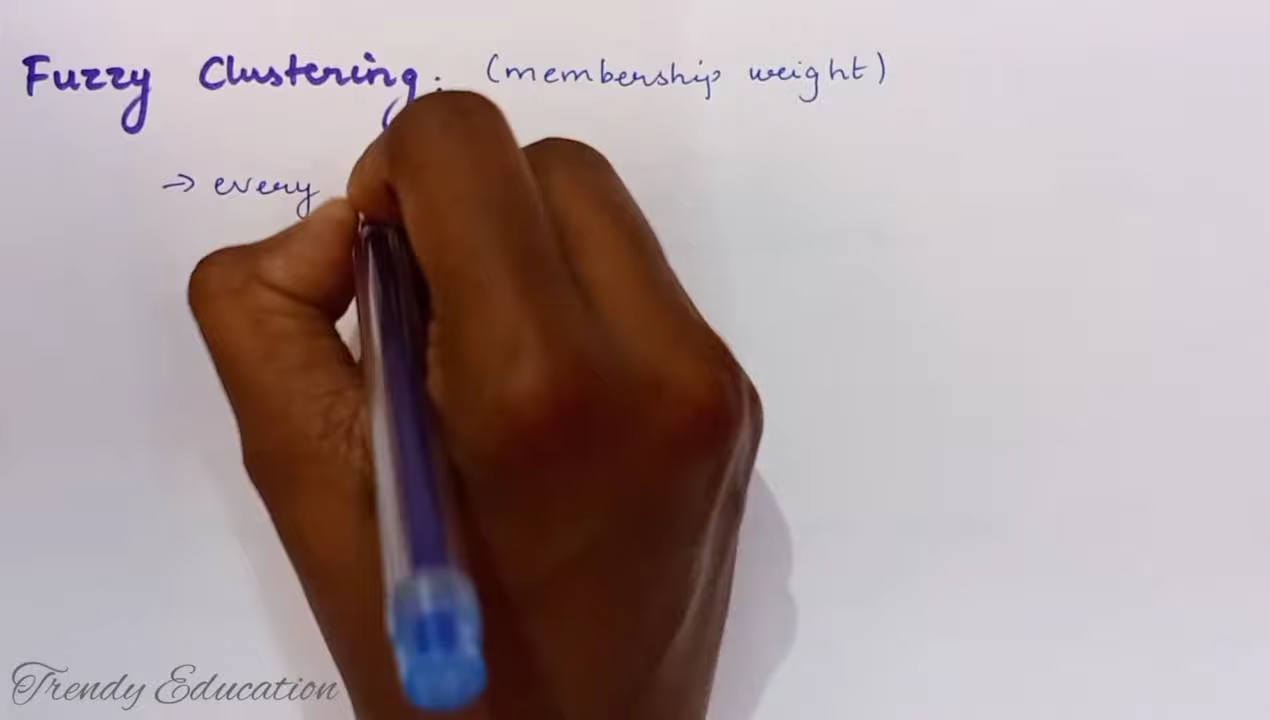 Fuzzy Clustering: (membership weight)
→ every
Trendy Education